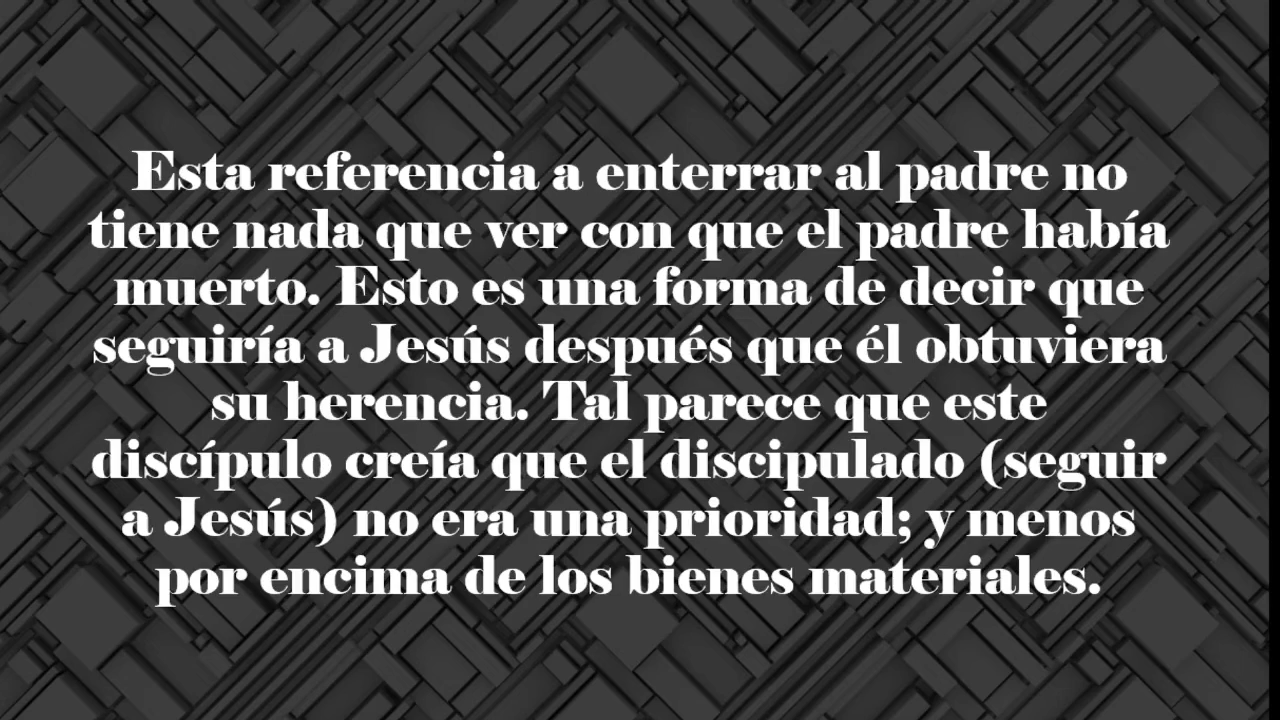 Esta referencia a enterrar al padre no
tiene nada que ver con que el padre había
muerto. Esto es una forma de decir que
seguiría a Jesús después que él obtuviera
su herencia. Tal parece que este
discípulo creía que el discipulado (seguir
a Jesús) no era una prioridad; y menos
por encima de los bienes materiales.